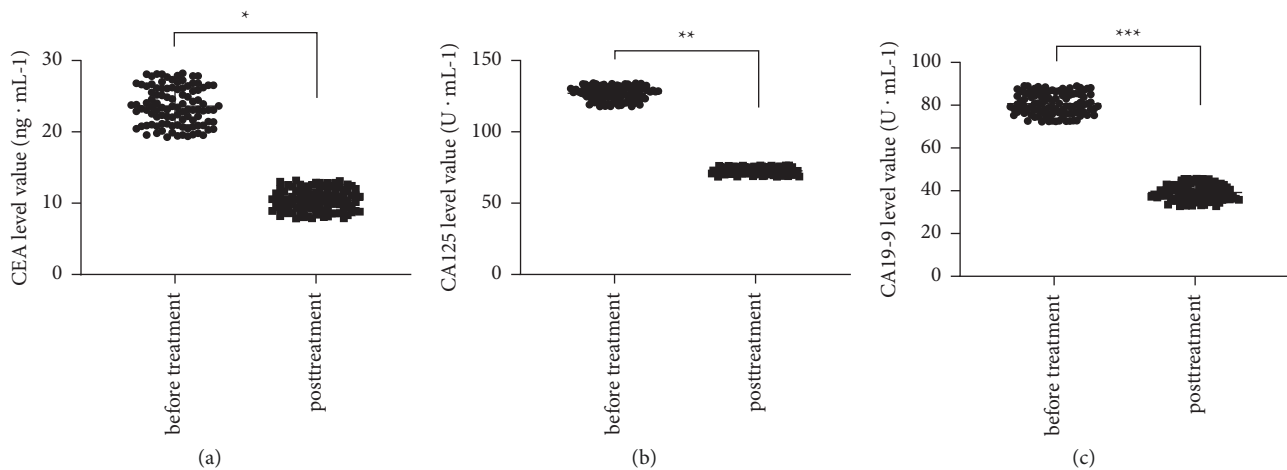 *
30
20
10
0
CEA level value (ng · mL-1)
before treatment
posttreatment
(a)
**
150
100
50
0
CA125 level value (U · mL-1)
before treatment
posttreatment
(b)
***
100
80
60
40
20
0
CA19-9 level value (U · mL-1)
before treatment
posttreatment
(c)